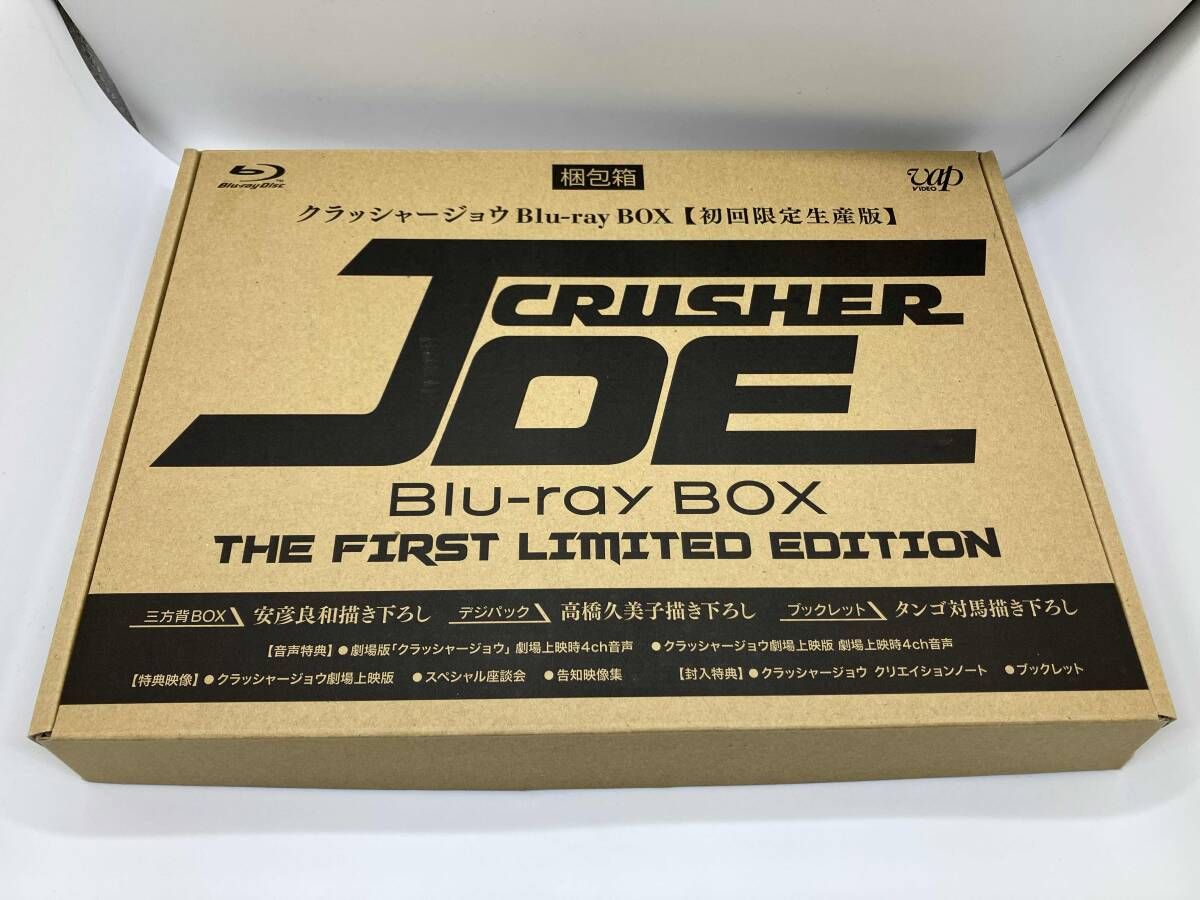 Blu-ray Disc™
梱包箱
vap
VIDEO
クラッシャージョウ Blu-ray BOX【初回限定生産版】
CRUSHER
JOE
Blu-ray BOX
THE FIRST LIMITED EDITION
三方背BOX 安彦良和描き下ろし デジパック 高橋久美子描き下ろし ブックレット タンゴ対馬描き下ろし
【音声特典】●劇場版「クラッシャージョウ」劇場上映時4ch音声 ●クラッシャージョウ劇場上映版 劇場上映時4ch音声
【特典映像】●クラッシャージョウ劇場上映版 ●スペシャル座談会 ●告知映像集 【封入特典】●クラッシャージョウ クリエイションノート ●ブックレット